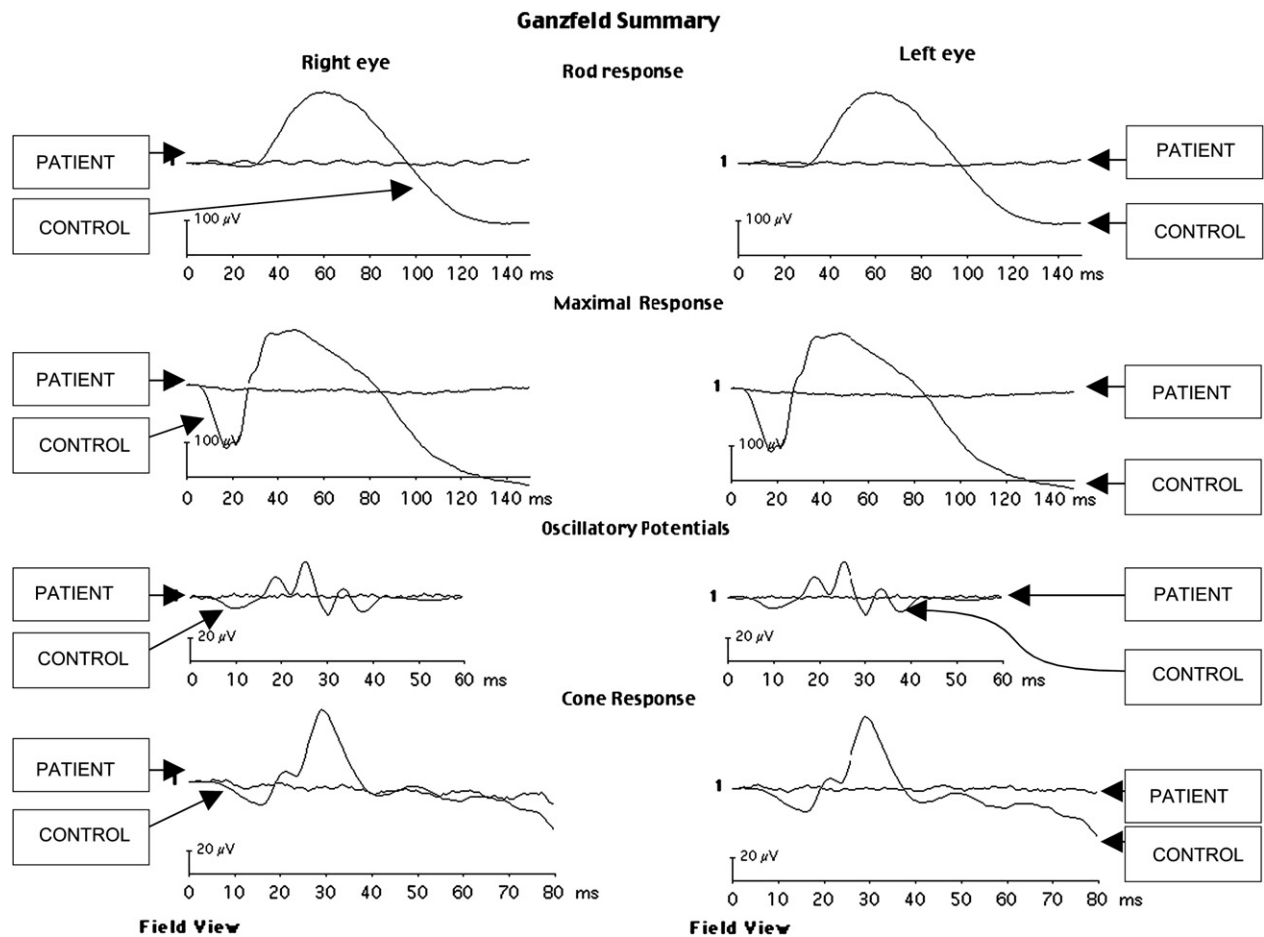 Ganzfeld Summary
Right eye
Left eye
Rod response
PATIENT
CONTROL
1
1
PATIENT
CONTROL
100 µV
100 µV
0 20 40 60 80 100 120 140 ms
0 20 40 60 80 100 120 140 ms
Maximal Response
PATIENT
CONTROL
1
PATIENT
CONTROL
100 µV
100 µV
0 20 40 60 80 100 120 140 ms
0 20 40 60 80 100 120 140 ms
Oscillatory Potentials
PATIENT
CONTROL
1
PATIENT
CONTROL
20 µV
20 µV
0 10 20 30 40 50 60 ms
0 10 20 30 40 50 60 ms
Cone Response
PATIENT
CONTROL
1
1
PATIENT
CONTROL
20 µV
20 µV
0 10 20 30 40 50 60 70 80 ms
0 10 20 30 40 50 60 70 80 ms
Field View
Field View